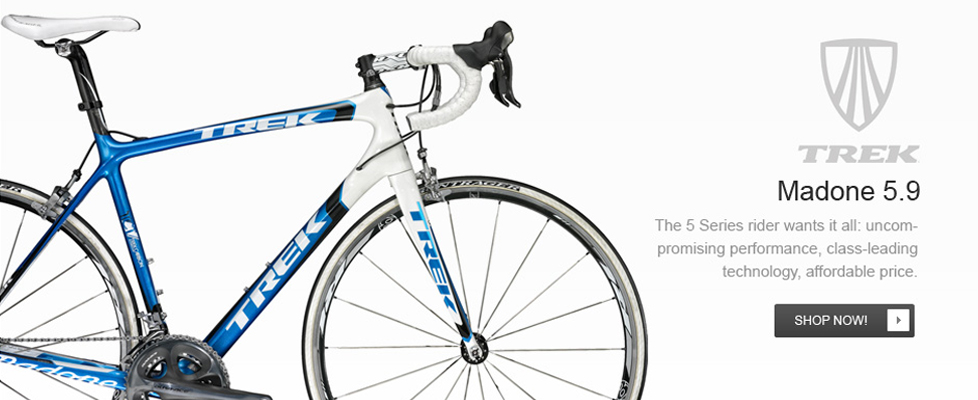 TREK
TREK
TREK
madone
TREK
Madone 5.9
The 5 Series rider wants it all: uncom-
promising performance, class-leading
technology, affordable price.
SHOP NOW!